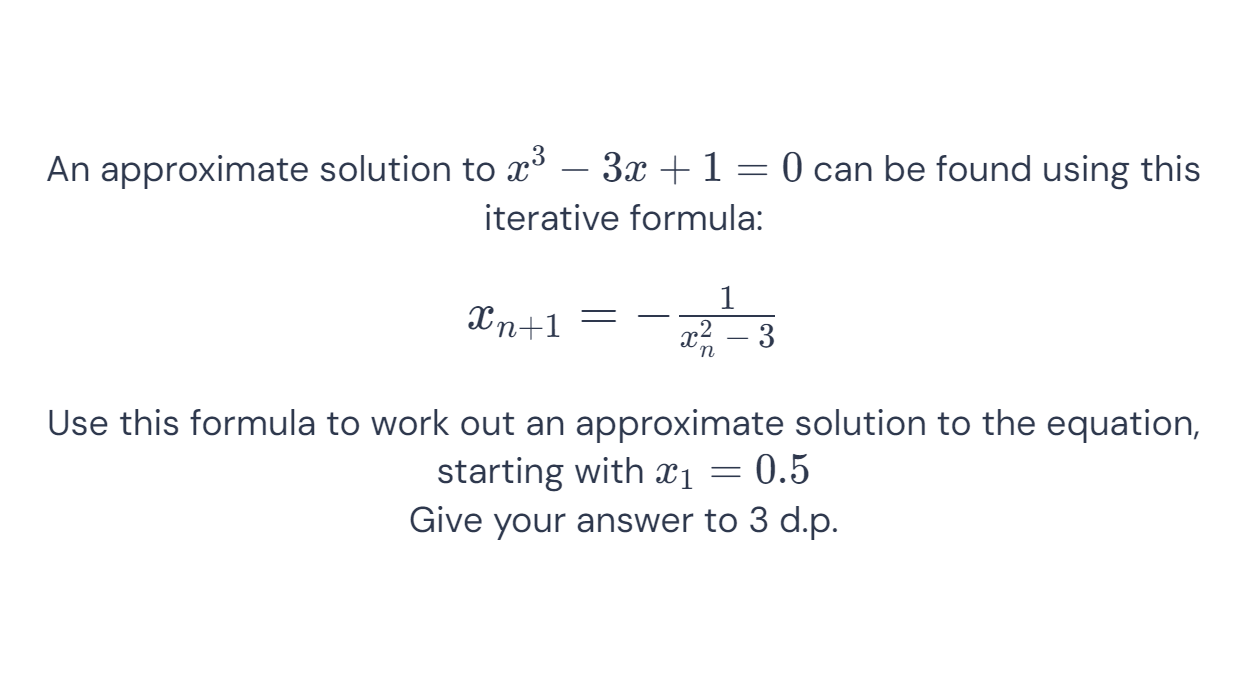 An approximate solution to $x^3 - 3x + 1 = 0$ can be found using this
iterative formula:
$x_{n+1} = -\frac{1}{x_n^2 - 3}$
Use this formula to work out an approximate solution to the equation,
starting with $x_1 = 0.5$
Give your answer to 3 d.p.